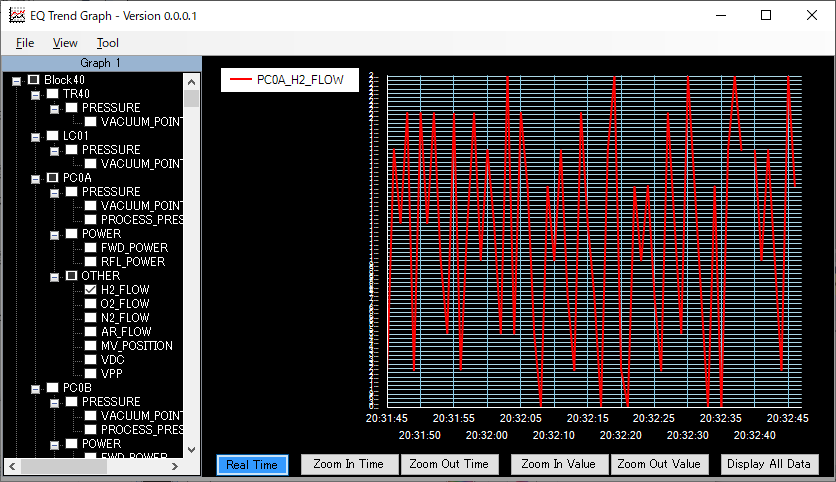 EQ Trend Graph - Version 0.0.0.1
File View Tool
Graph 1
Block40
TR40
PRESSURE
VACUUM_POINT
LC01
PRESSURE
VACUUM_POINT
PC0A
PRESSURE
VACUUM_POINT
PROCESS_PRES
POWER
FWD_POWER
RFL_POWER
OTHER
H2_FLOW
O2_FLOW
N2_FLOW
AR_FLOW
MV_POSITION
VDC
VPP
PC0B
PRESSURE
VACUUM_POINT
PROCESS_PRES
POWER
FWD_POWER
PC0A_H2_FLOW
20:31:45 20:31:55 20:32:05 20:32:15 20:32:25 20:32:35 20:32:45
20:31:50 20:32:00 20:32:10 20:32:20 20:32:30 20:32:40
Real Time Zoom In Time Zoom Out Time Zoom In Value Zoom Out Value Display All Data